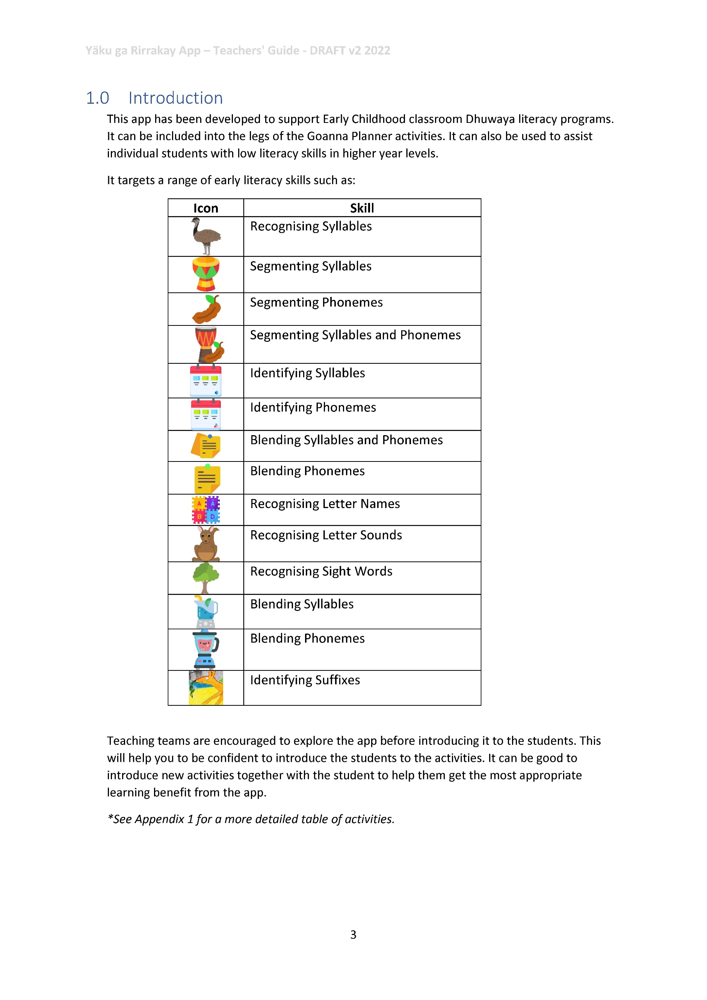 Yäku ga Rirrakay App – Teachers' Guide - DRAFT v2 2022
1.0 Introduction
This app has been developed to support Early Childhood classroom Dhuwaya literacy programs.
It can be included into the legs of the Goanna Planner activities. It can also be used to assist
individual students with low literacy skills in higher year levels.
It targets a range of early literacy skills such as:
Icon Skill
Recognising Syllables
Segmenting Syllables
Segmenting Phonemes
Segmenting Syllables and Phonemes
Identifying Syllables
Identifying Phonemes
Blending Syllables and Phonemes
Blending Phonemes
A Ä Recognising Letter Names
B D
Recognising Letter Sounds
Recognising Sight Words
Blending Syllables
Blending Phonemes
Identifying Suffixes
Teaching teams are encouraged to explore the app before introducing it to the students. This
will help you to be confident to introduce the students to the activities. It can be good to
introduce new activities together with the student to help them get the most appropriate
learning benefit from the app.
*See Appendix 1 for a more detailed table of activities.
3